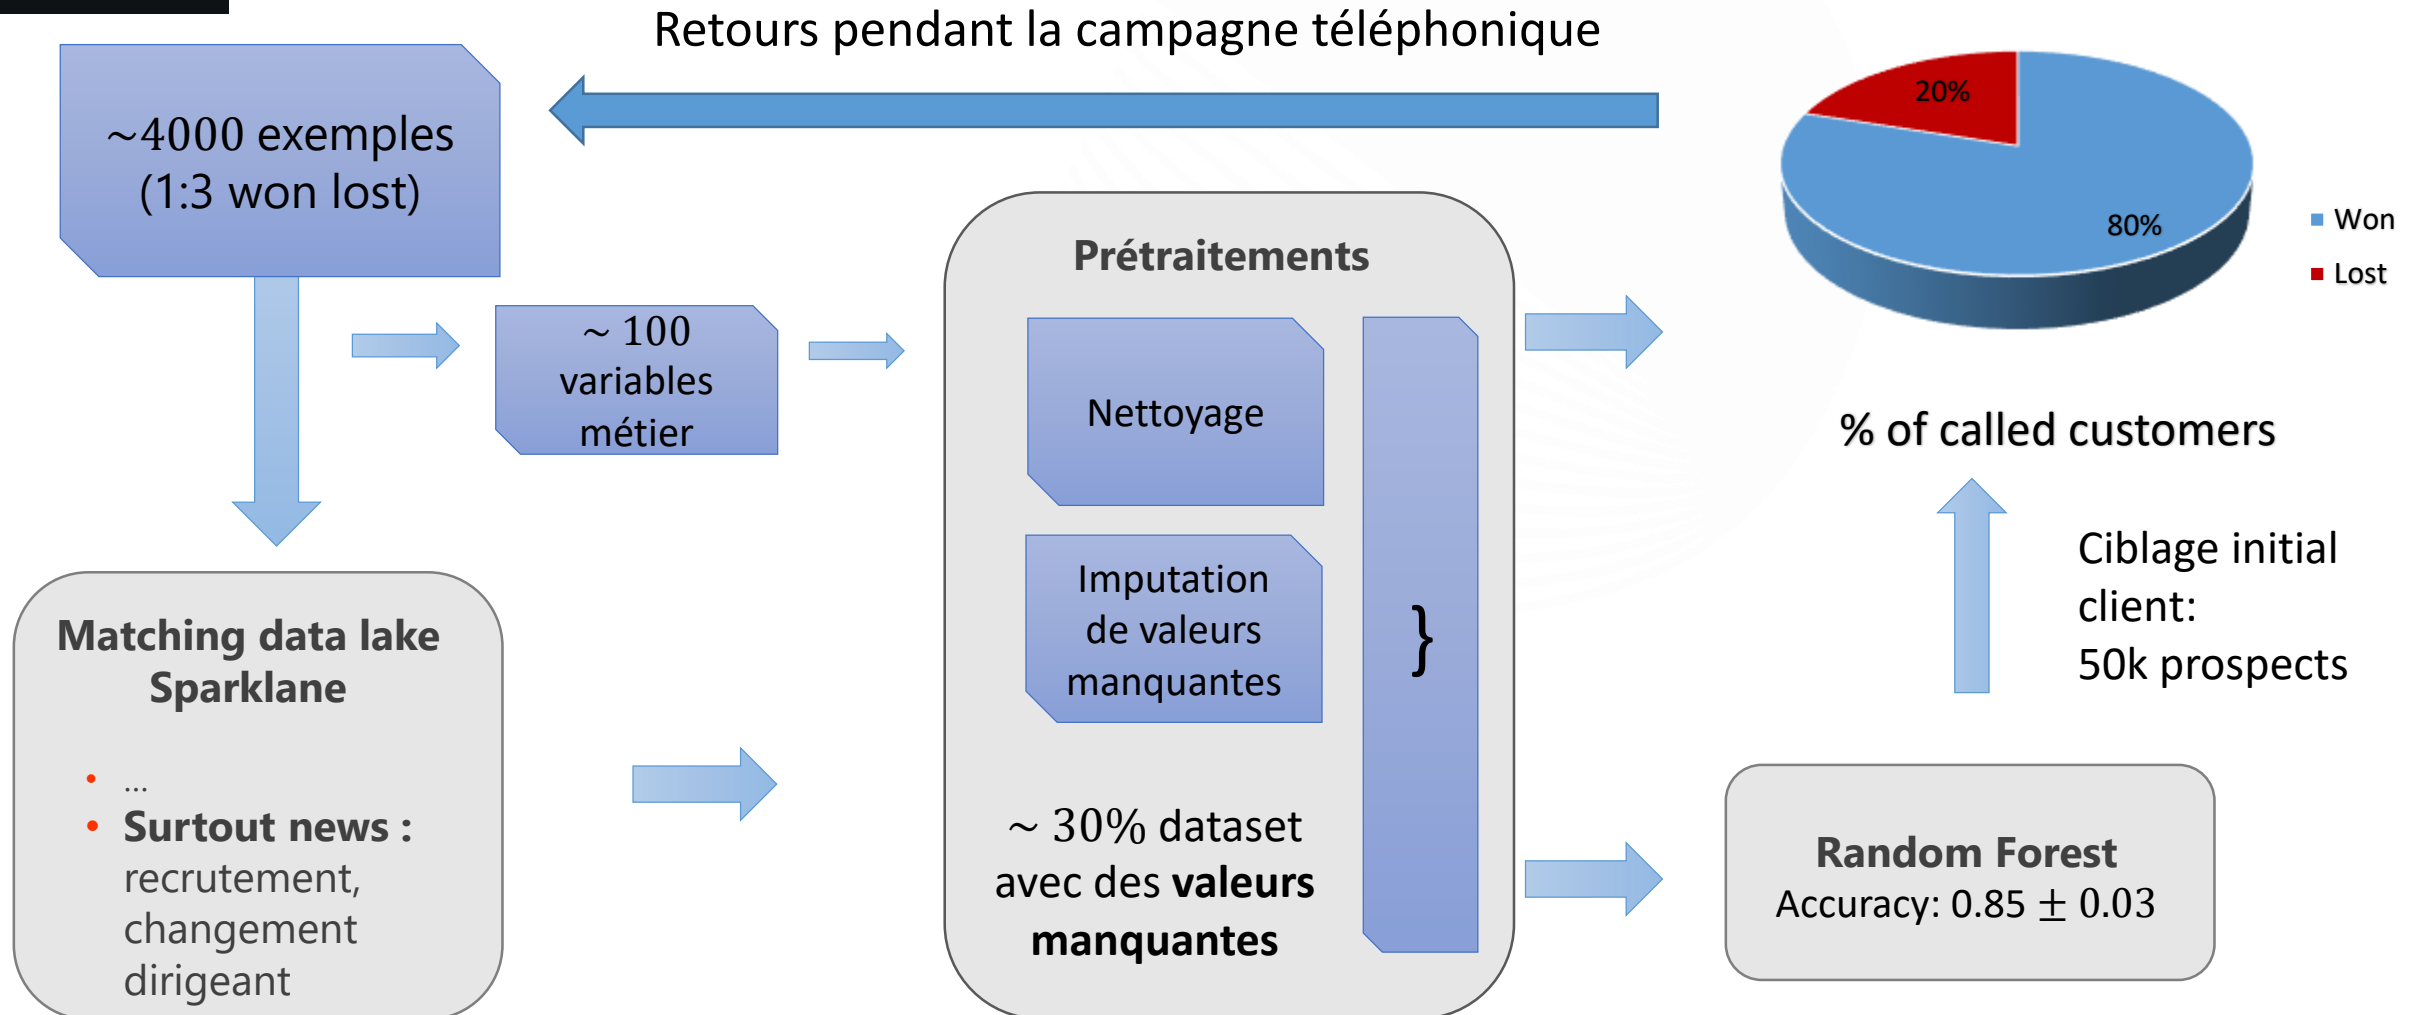 Retours pendant la campagne téléphonique
~4000 exemples
(1:3 won lost)
~ 100
variables
métier
Matching data lake
Sparklane
• ...
• Surtout news :
recrutement,
changement
dirigeant
Prétraitements
Nettoyage
Imputation
de valeurs
manquantes
}
~ 30% dataset
avec des valeurs
manquantes
20%
80%
Won
Lost
% of called customers
Ciblage initial
client:
50k prospects
Random Forest
Accuracy: 0.85 ± 0.03